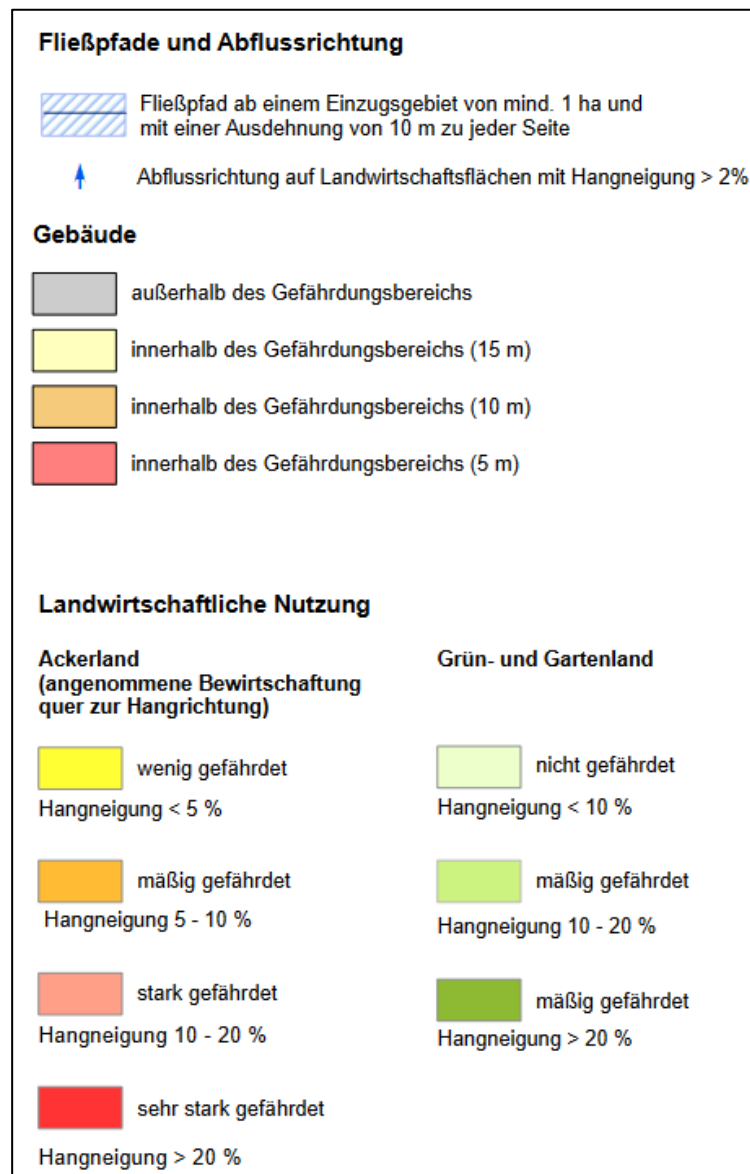 Fließpfade und Abflussrichtung
Fließpfad ab einem Einzugsgebiet von mind. 1 ha und
mit einer Ausdehnung von 10 m zu jeder Seite
Abflussrichtung auf Landwirtschaftsflächen mit Hangneigung > 2%
Gebäude
außerhalb des Gefährdungsbereichs
innerhalb des Gefährdungsbereichs (15 m)
innerhalb des Gefährdungsbereichs (10 m)
innerhalb des Gefährdungsbereichs (5 m)
Landwirtschaftliche Nutzung
Ackerland
(angenommene Bewirtschaftung
quer zur Hangrichtung)
wenig gefährdet
Hangneigung < 5 %
mäßig gefährdet
Hangneigung 5 - 10 %
stark gefährdet
Hangneigung 10 - 20 %
sehr stark gefährdet
Hangneigung > 20 %
Grün- und Gartenland
nicht gefährdet
Hangneigung < 10 %
mäßig gefährdet
Hangneigung 10 - 20 %
mäßig gefährdet
Hangneigung > 20 %